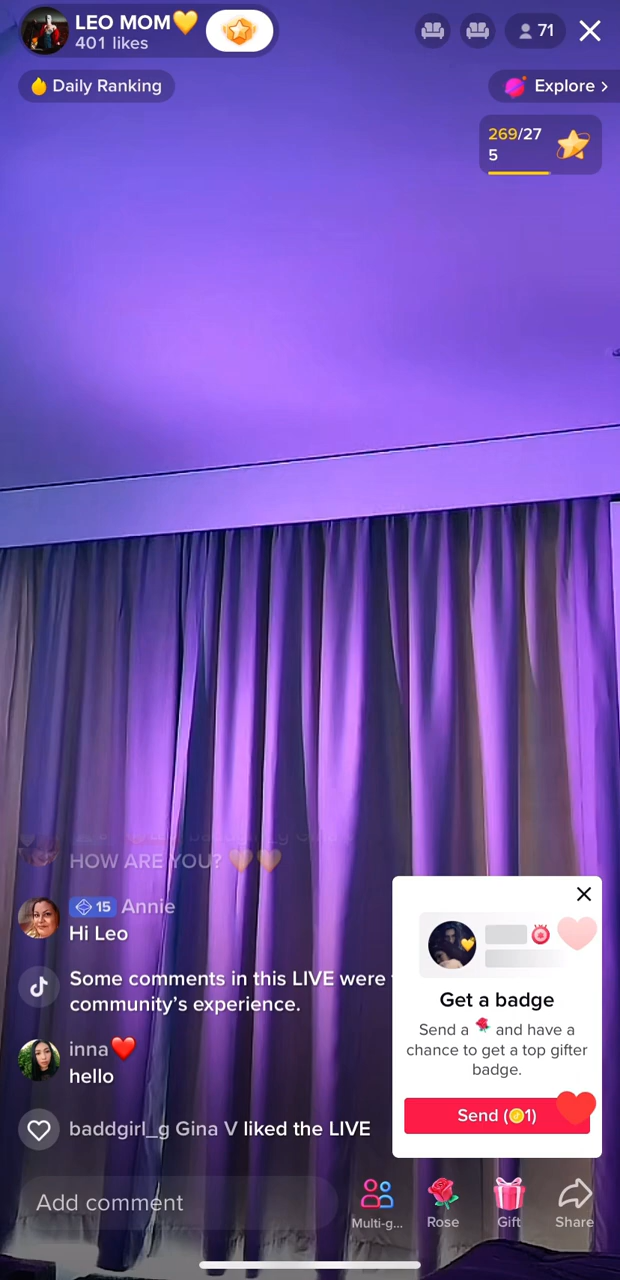 LEO MOM💛
401 likes
71
Daily Ranking
Explore >
269/27
5
HOW ARE YOU? 💛💛
15 Annie
Hi Leo
Some comments in this LIVE were
community's experience.
inna❤️
hello
baddgirl_g Gina V liked the LIVE
Get a badge
Send a 🌹 and have a
chance to get a top gifter
badge.
Send (1)
Add comment
Multi-g...
Rose
Gift
Share